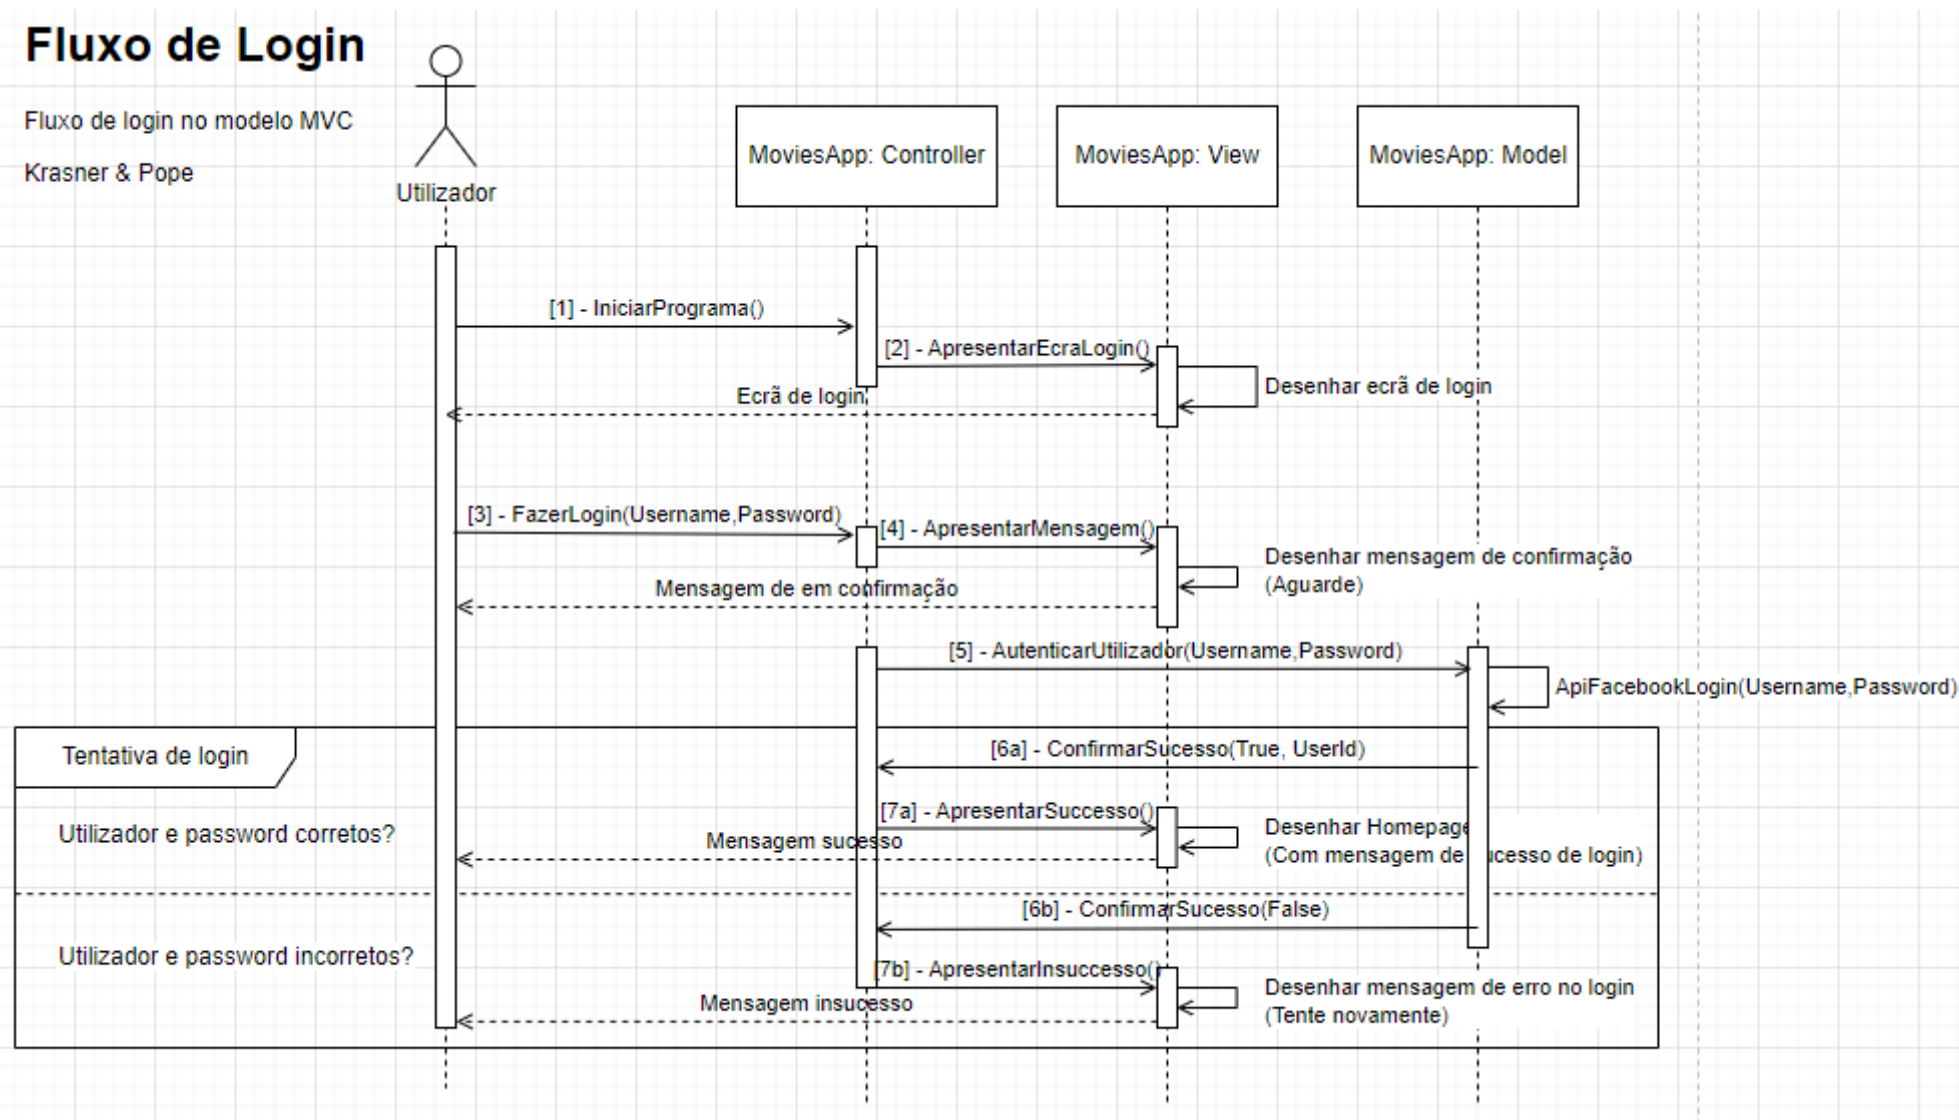 Fluxo de Login
Fluxo de login no modelo MVC
Krasner & Pope
Utilizador
MoviesApp: Controller
MoviesApp: View
MoviesApp: Model
[1] - IniciarPrograma()
[2] - ApresentarEcraLogin()
Desenhar ecrã de login
Ecrã de login
[3] - FazerLogin(Username,Password)
[4] - ApresentarMensagem()
Desenhar mensagem de confirmação
(Aguarde)
Mensagem de em confirmação
[5] - AutenticarUtilizador(Username,Password)
ApiFacebookLogin(Username,Password)
Tentativa de login
[6a] - ConfirmarSucesso(True, UserId)
[7a] - ApresentarSuccesso()
Utilizador e password corretos?
Mensagem sucesso
Desenhar Homepage
(Com mensagem de sucesso de login)
[6b] - ConfirmarSucesso(False)
Utilizador e password incorretos?
[7b] - ApresentarInsuccesso()
Mensagem insucesso
Desenhar mensagem de erro no login
(Tente novamente)